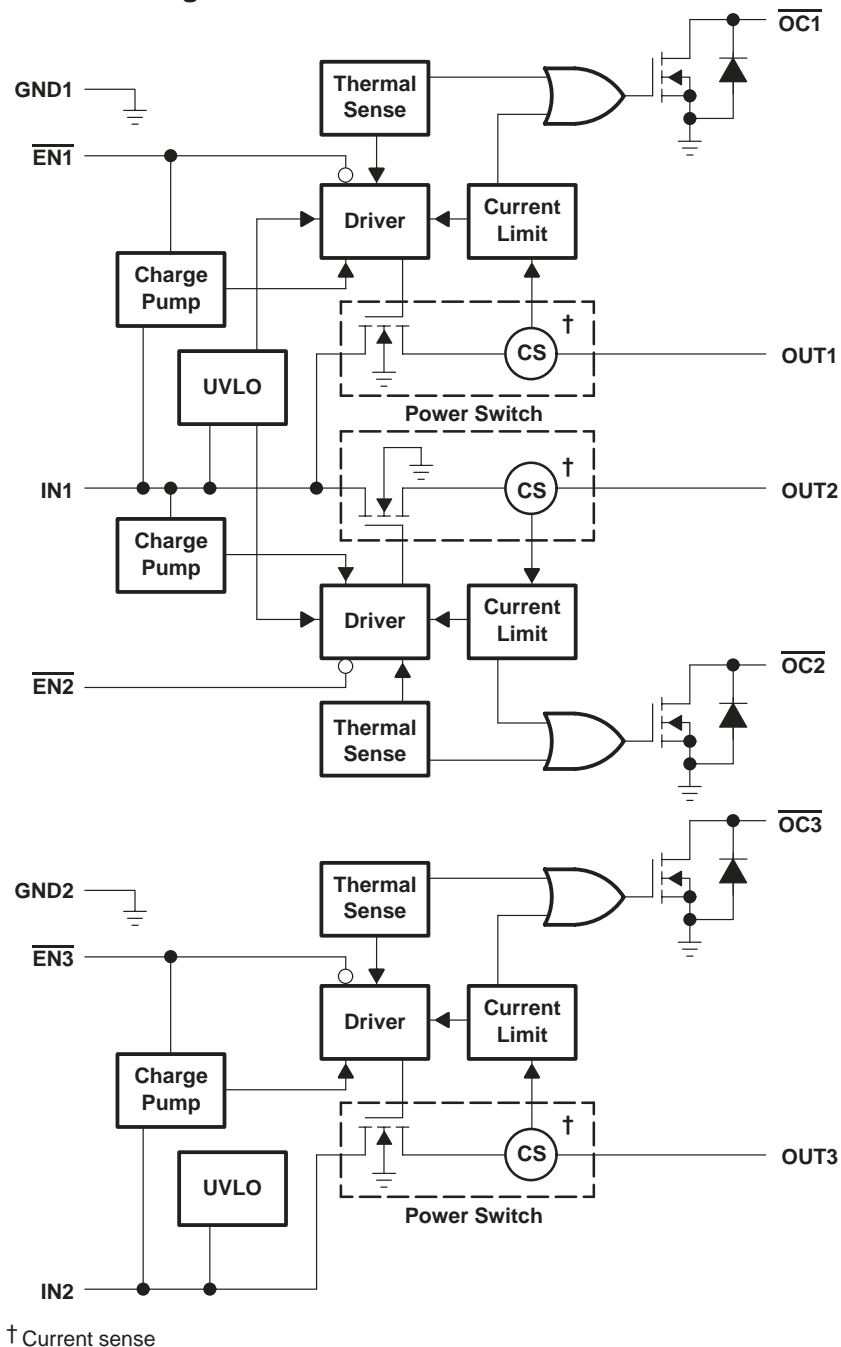 OC1
Thermal
Sense
GND1
EN1
Driver
Current
Limit
Charge
Pump
†
CS
OUT1
UVLO
Power Switch
IN1
†
CS
OUT2
Charge
Pump
Driver
Current
Limit
EN2
OC2
Thermal
Sense
OC3
Thermal
Sense
GND2
EN3
Driver
Current
Limit
Charge
Pump
†
CS
OUT3
UVLO
Power Switch
IN2
† Current sense